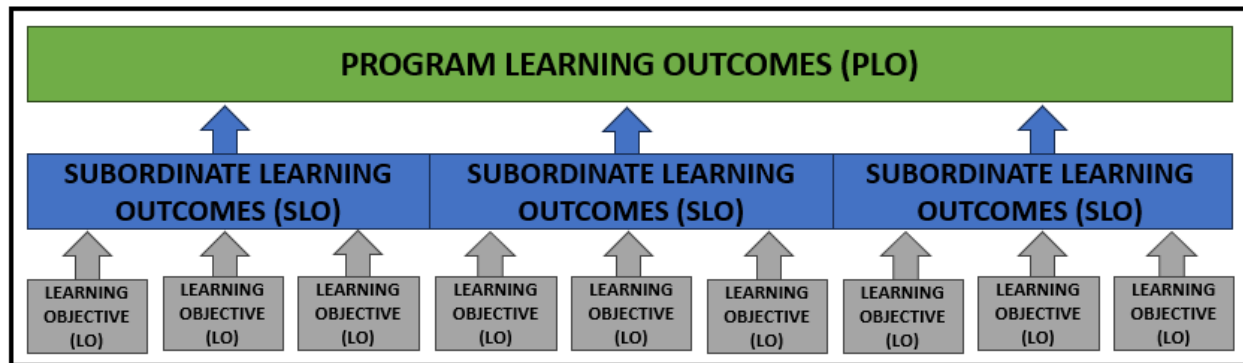 PROGRAM LEARNING OUTCOMES (PLO)
SUBORDINATE LEARNING
OUTCOMES (SLO)
SUBORDINATE LEARNING
OUTCOMES (SLO)
SUBORDINATE LEARNING
OUTCOMES (SLO)
LEARNING
OBJECTIVE
(LO)
LEARNING
OBJECTIVE
(LO)
LEARNING
OBJECTIVE
(LO)
LEARNING
OBJECTIVE
(LO)
LEARNING
OBJECTIVE
(LO)
LEARNING
OBJECTIVE
(LO)
LEARNING
OBJECTIVE
(LO)
LEARNING
OBJECTIVE
(LO)
LEARNING
OBJECTIVE
(LO)